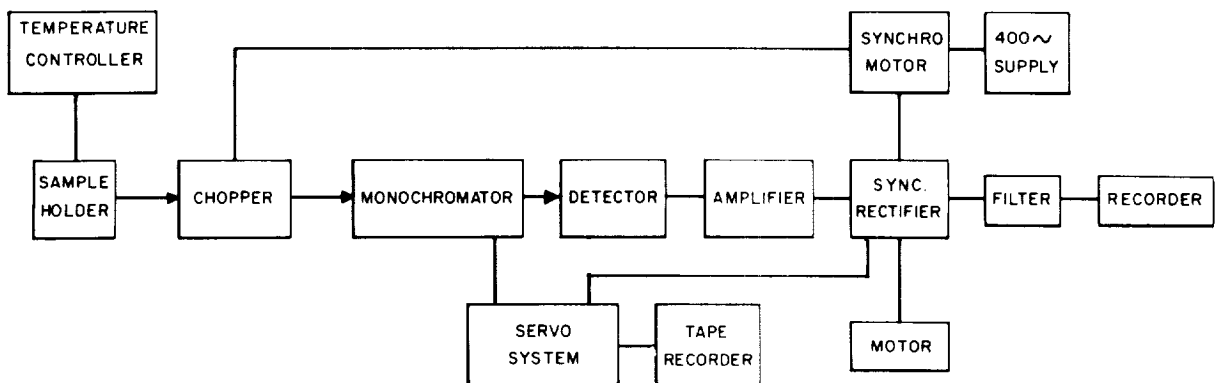 TEMPERATURE
CONTROLLER
SYNCHRO
MOTOR
400~
SUPPLY
SAMPLE
HOLDER
CHOPPER
MONOCHROMATOR
DETECTOR
AMPLIFIER
SYNC.
RECTIFIER
FILTER
RECORDER
SERVO
SYSTEM
TAPE
RECORDER
MOTOR